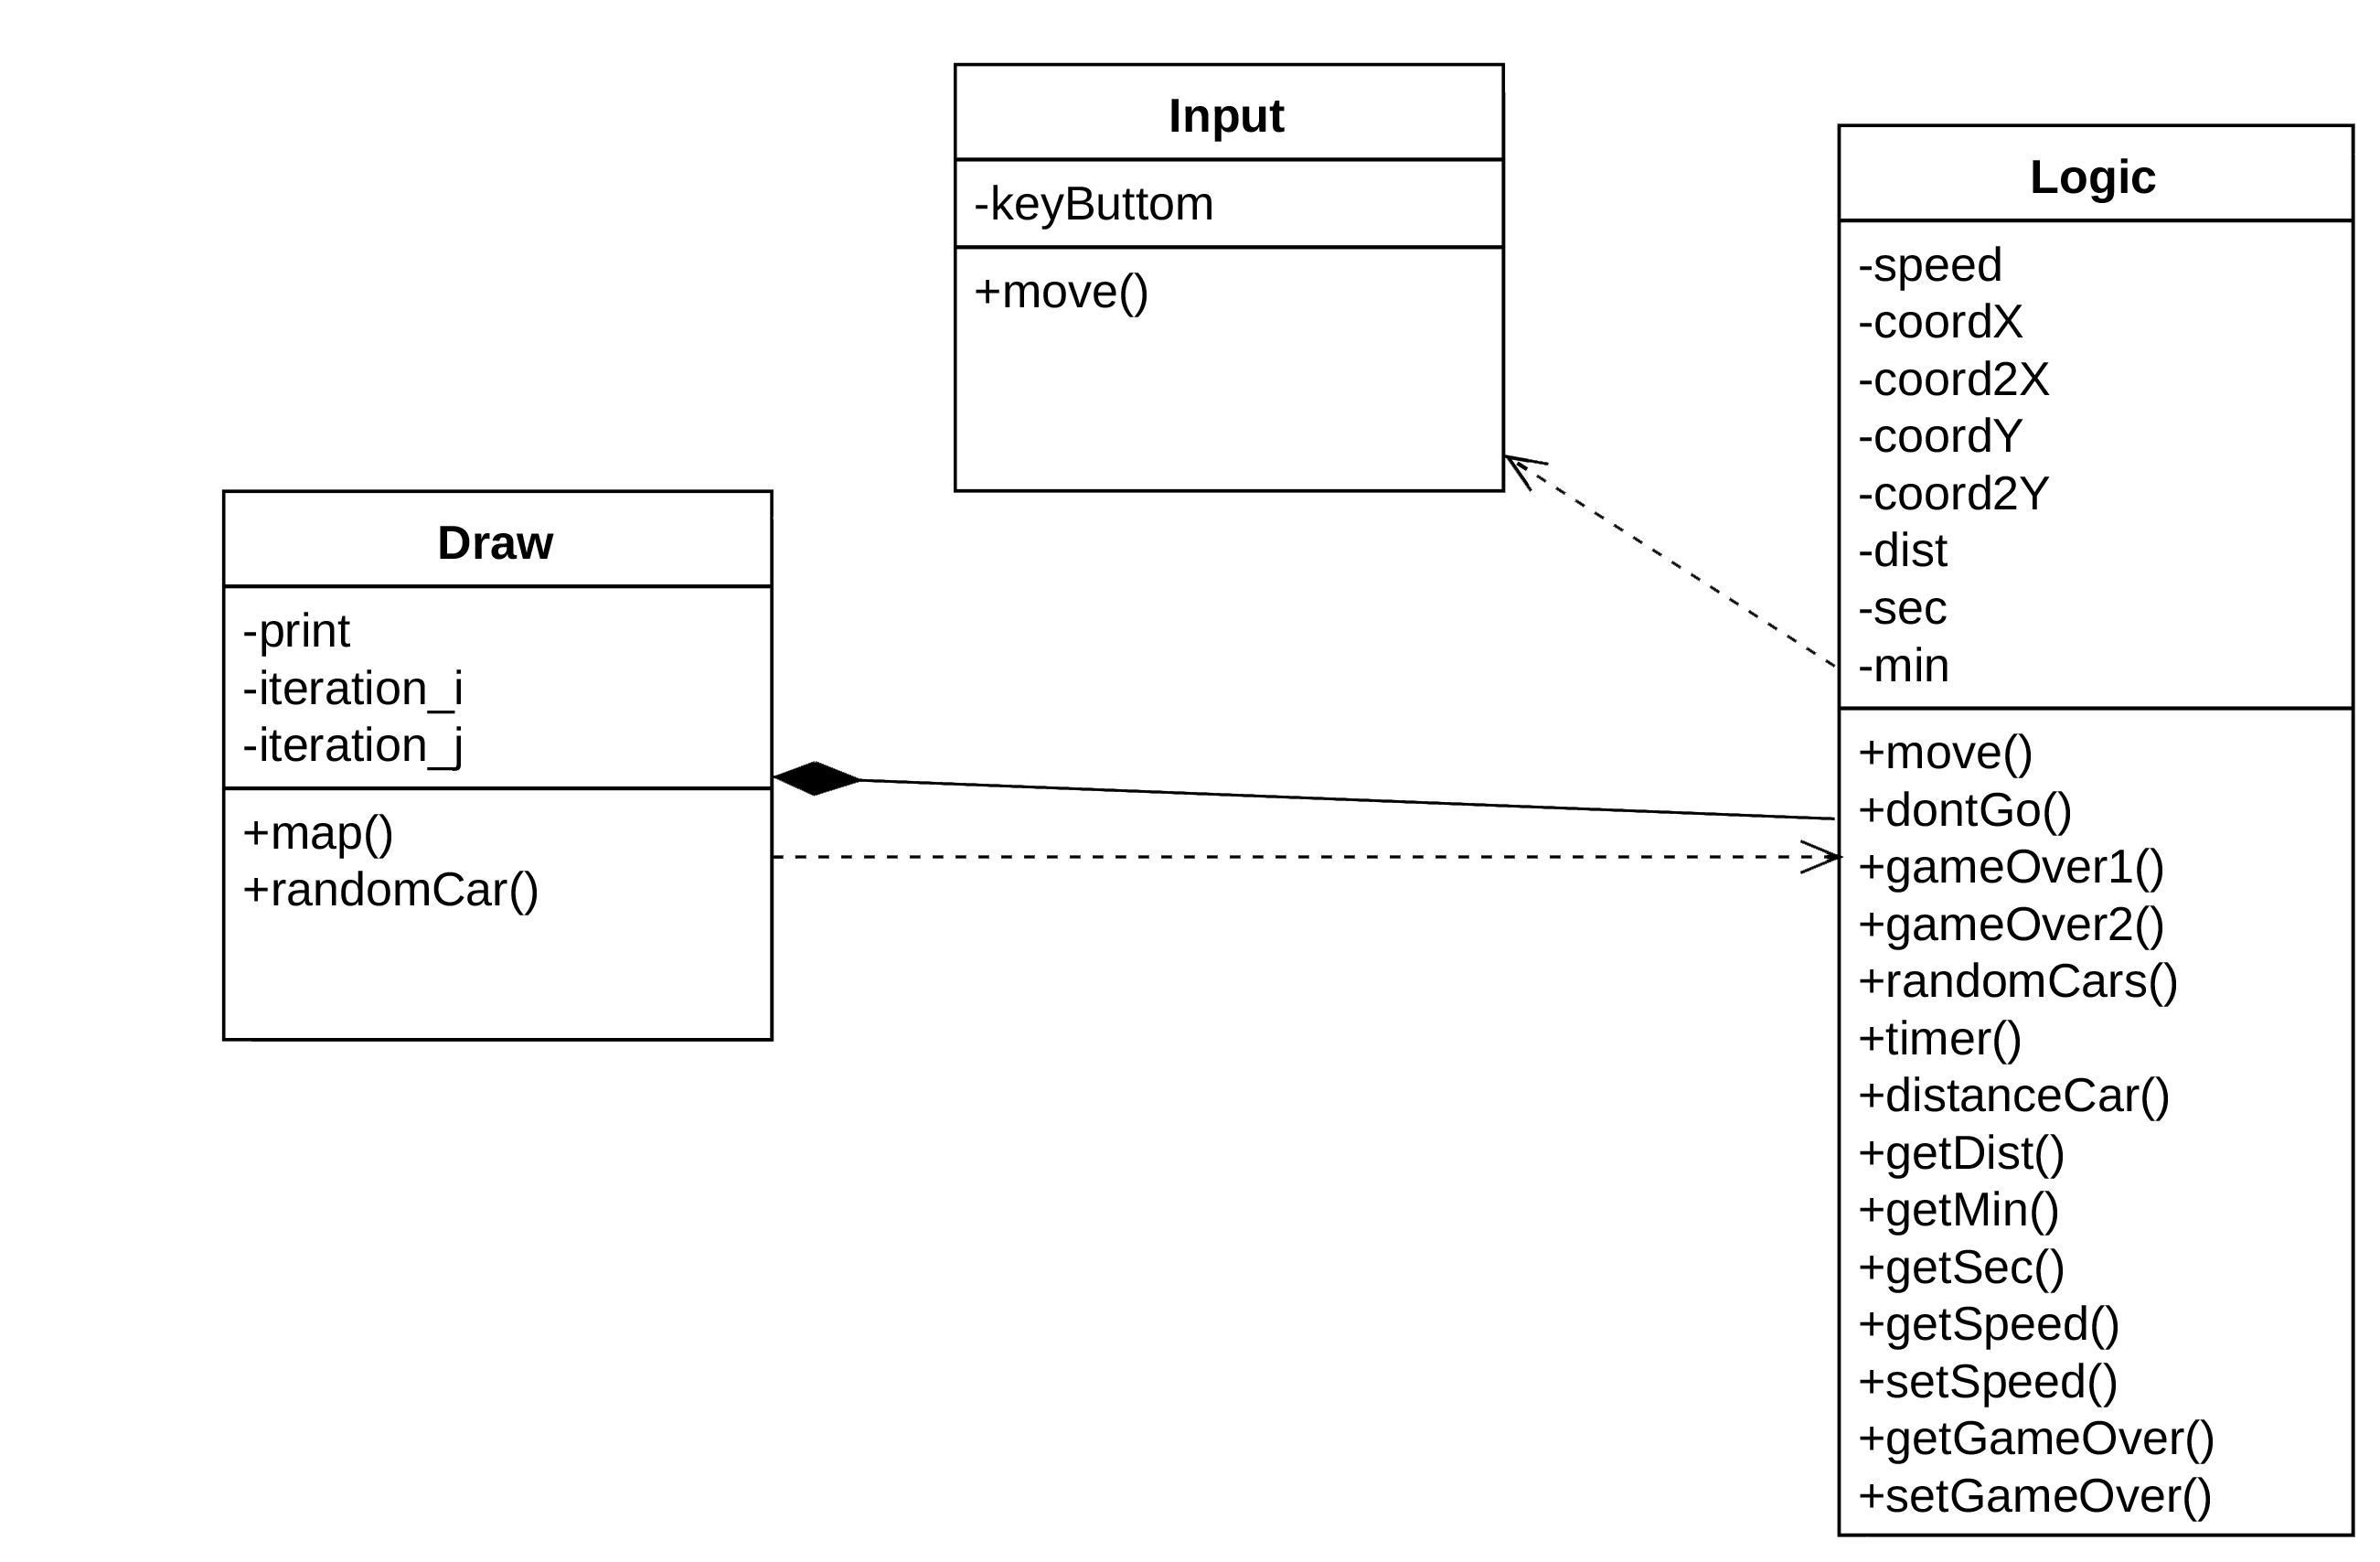 Input
-keyButtom
+move()
Logic
-speed
-coordX
-coord2X
-coordY
-coord2Y
-dist
-sec
-min
+move()
+dontGo()
+gameOver1()
+gameOver2()
+randomCars()
+timer()
+distanceCar()
+getDist()
+getMin()
+getSec()
+getSpeed()
+setSpeed()
+getGameOver()
+setGameOver()
Draw
-print
-iteration_i
-iteration_j
+map()
+randomCar()